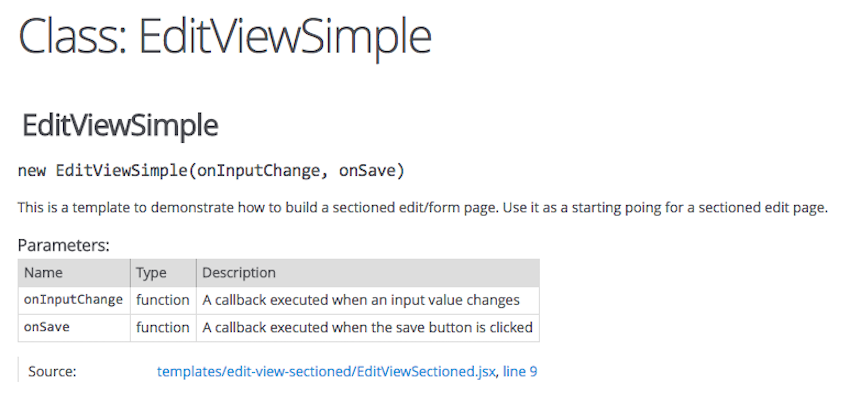 Class: EditViewSimple
EditViewSimple
new EditViewSimple(onInputChange, onSave)
This is a template to demonstrate how to build a sectioned edit/form page. Use it as a starting poing for a sectioned edit page.
Parameters:
Name Type Description
onInputChange function A callback executed when an input value changes
onSave function A callback executed when the save button is clicked
Source: templates/edit-view-sectioned/EditViewSectioned.jsx, line 9